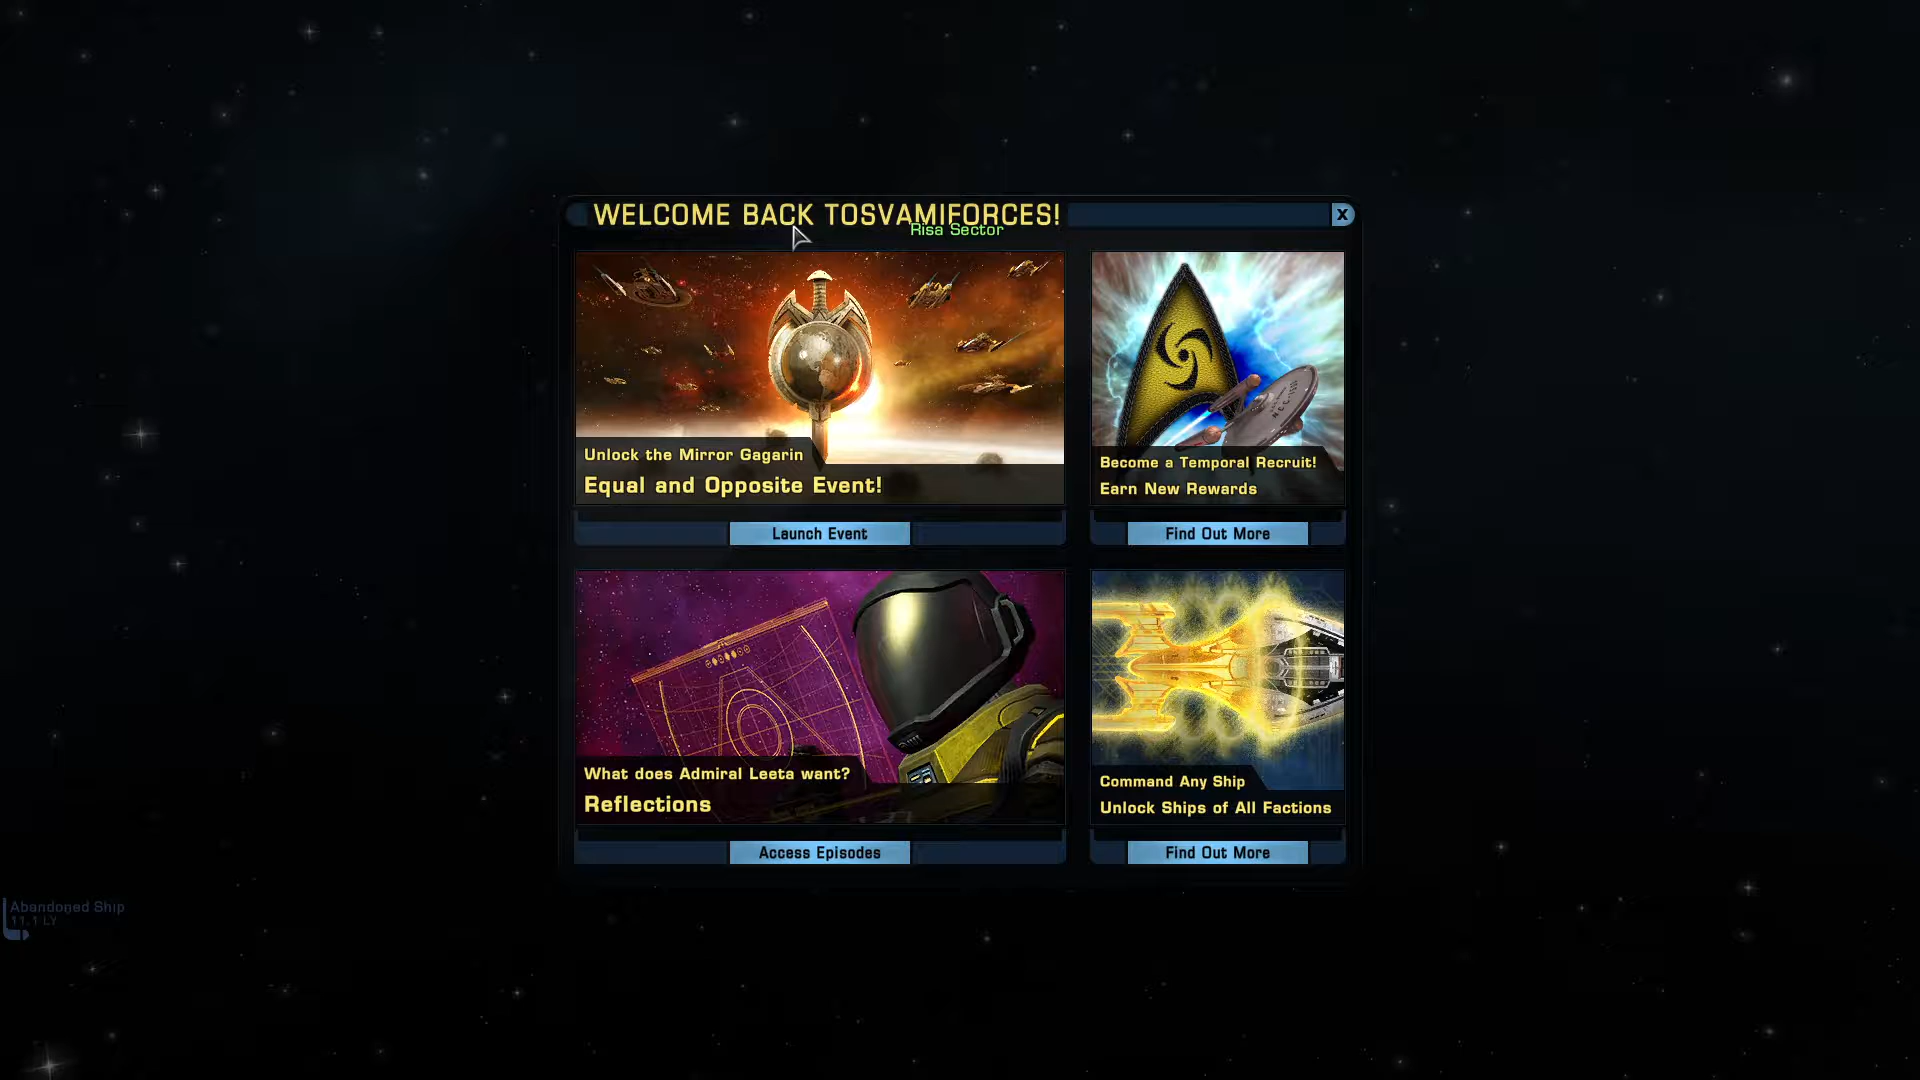 WELCOME BACK TOSVAMIFORCES!
X
Risa Sector
Unlock the Mirror Gagarin
Equal and Opposite Event!
Launch Event
Become a Temporal Recruit!
Earn New Rewards
Find Out More
What does Admiral Leeta want?
Reflections
Access Episodes
Command Any Ship
Unlock Ships of All Factions
Find Out More
Abandoned Ship
11.1 LY